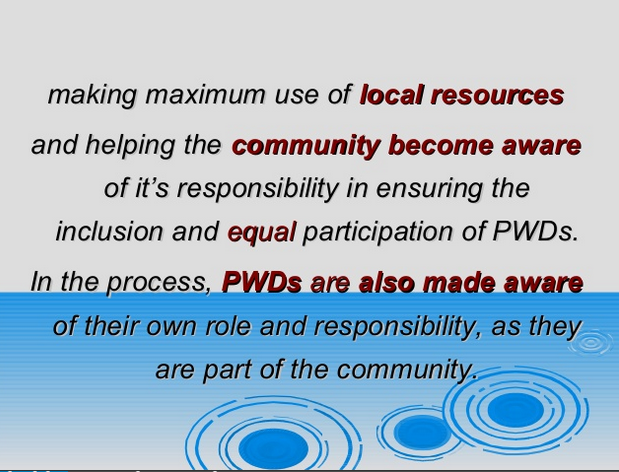 making maximum use of local resources
and helping the community become aware
of it's responsibility in ensuring the
inclusion and equal participation of PWDs.
In the process, PWDs are also made aware
of their own role and responsibility, as they
are part of the community.